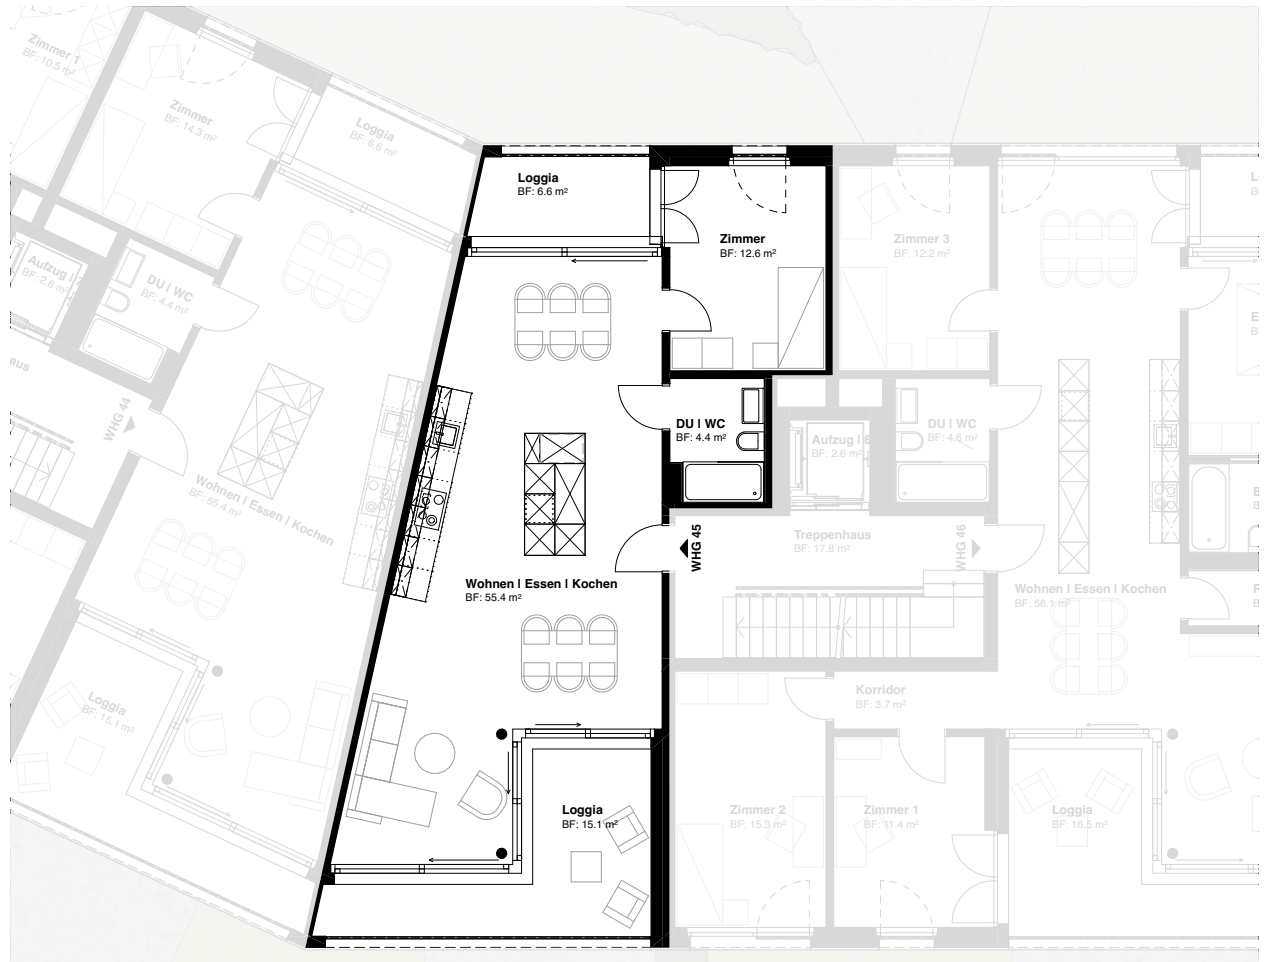 Zimmer 1
BF: 10.5 m²
Zimmer
BF: 14.3 m²
Loggia
BF: 6.6 m²
Aufzug |
BF: 2.6 m²
DU | WC
BF: 4.4 m²
haus
WHG 44
Wohnen | Essen | Kochen
BF: 55.4 m²
Loggia
BF: 15.1 m²
Loggia
BF: 6.6 m²
Zimmer
BF: 12.6 m²
DU | WC
BF: 4.4 m²
WHG 45
Wohnen | Essen | Kochen
BF: 55.4 m²
Loggia
BF: 15.1 m²
Zimmer 3
BF: 12.2 m²
Aufzug | 6
BF: 2.6 m²
DU | WC
BF: 4.6 m²
Treppenhaus
BF: 17.8 m²
WHG 46
Wohnen | Essen | Kochen
BF: 56.1 m²
Korridor
BF: 3.7 m²
Zimmer 2
BF: 15.3 m²
Zimmer 1
BF: 11.4 m²
Loggia
BF: 16.5 m²
L
B
E
B
B
R
B